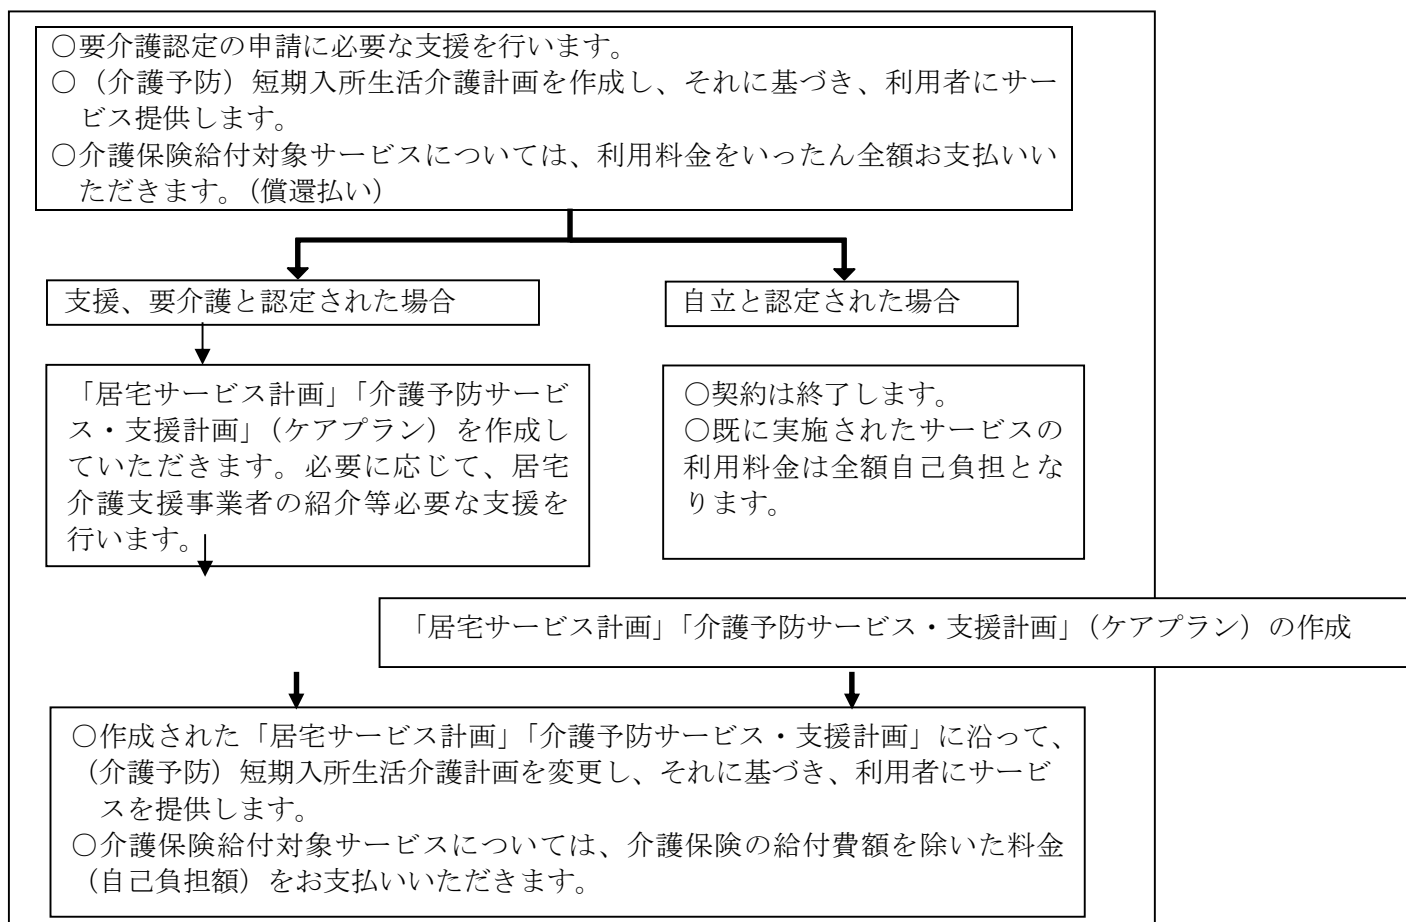 ○要介護認定の申請に必要な支援を行います。
○（介護予防）短期入所生活介護計画を作成し、それに基づき、利用者にサー
ビス提供します。
○介護保険給付対象サービスについては、利用料金をいったん全額お支払いい
ただきます。（償還払い）
支援、要介護と認定された場合
自立と認定された場合
「居宅サービス計画」「介護予防サービ
ス・支援計画」（ケアプラン）を作成し
ていただきます。必要に応じて、居宅
介護支援事業者の紹介等必要な支援を
行います。
○契約は終了します。
○既に実施されたサービスの
利用料金は全額自己負担とな
ります。
「居宅サービス計画」「介護予防サービス・支援計画」（ケアプラン）の作成
○作成された「居宅サービス計画」「介護予防サービス・支援計画」に沿って、
（介護予防）短期入所生活介護計画を変更し、それに基づき、利用者にサービ
スを提供します。
○介護保険給付対象サービスについては、介護保険の給付費額を除いた料金
（自己負担額）をお支払いいただきます。